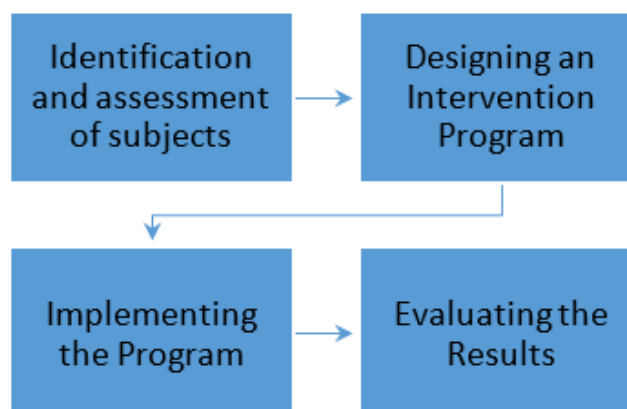 Identification
and assessment
of subjects
Designing an
Intervention
Program
Implementing
the Program
Evaluating the
Results